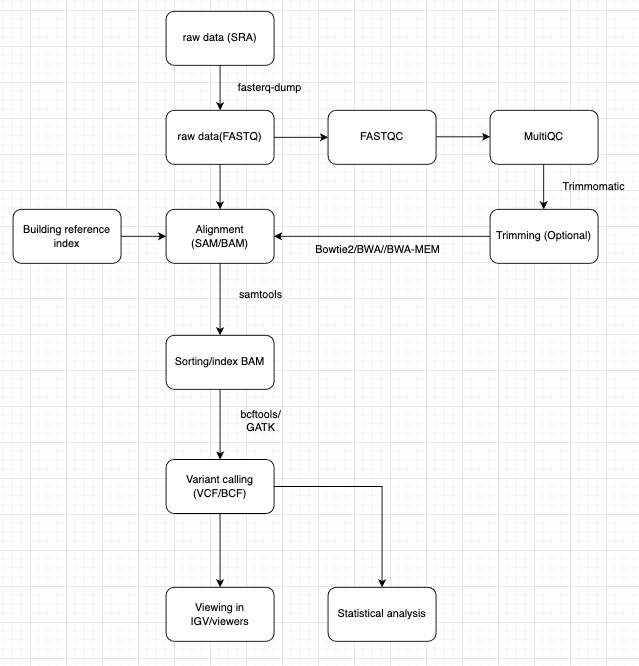 raw data (SRA)
fasterq-dump
raw data(FASTQ)
FASTQC
MultiQC
Trimmomatic
Building reference
index
Alignment
(SAM/BAM)
Bowtie2/BWA//BWA-MEM
Trimming (Optional)
samtools
Sorting/index BAM
bcftools/
GATK
Variant calling
(VCF/BCF)
Viewing in
IGV/viewers
Statistical analysis